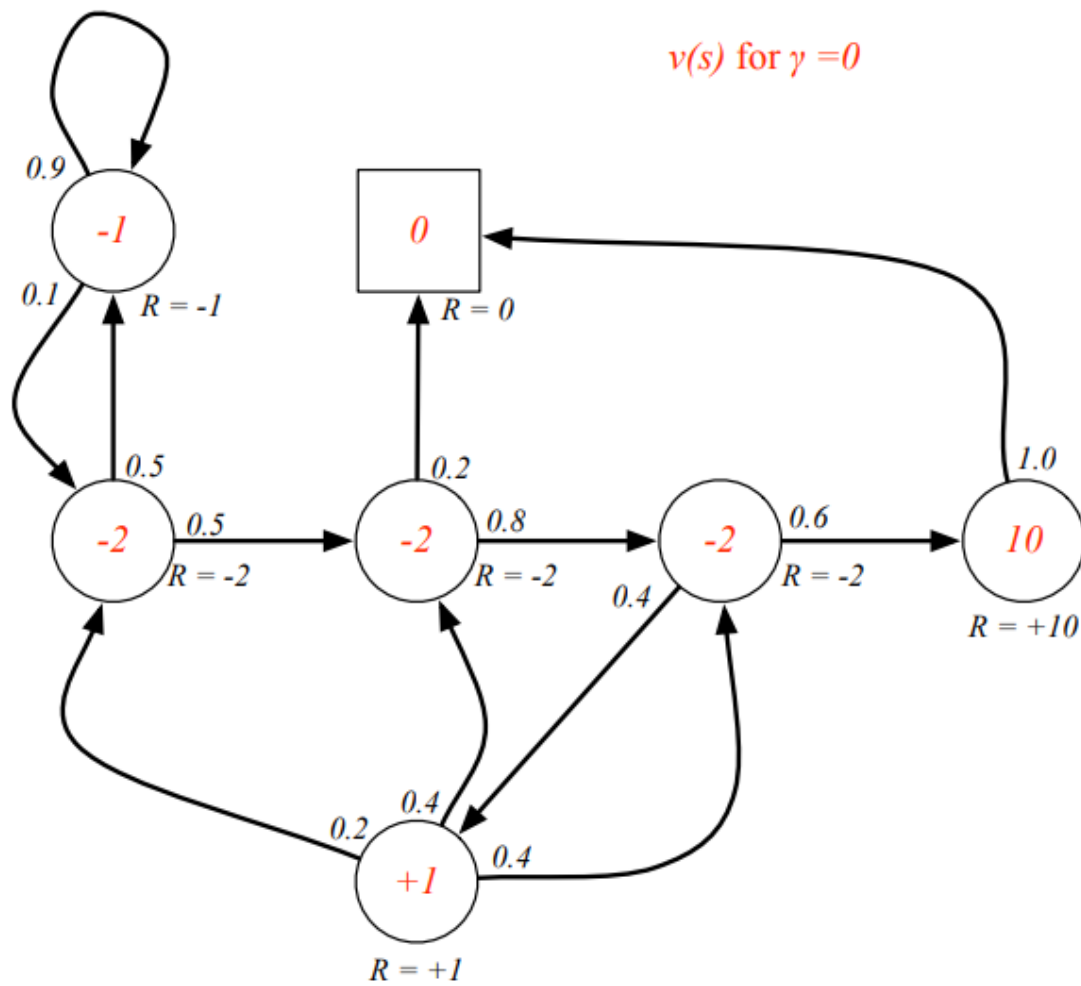 v(s) for γ =0
0.9
-1
0
0.1
R = -1
R = 0
0.5
0.2
1.0
-2
0.5
-2
0.8
-2
0.6
10
R = -2
R = -2
0.4
R = -2
R = +10
0.2
0.4
0.4
+1
R = +1